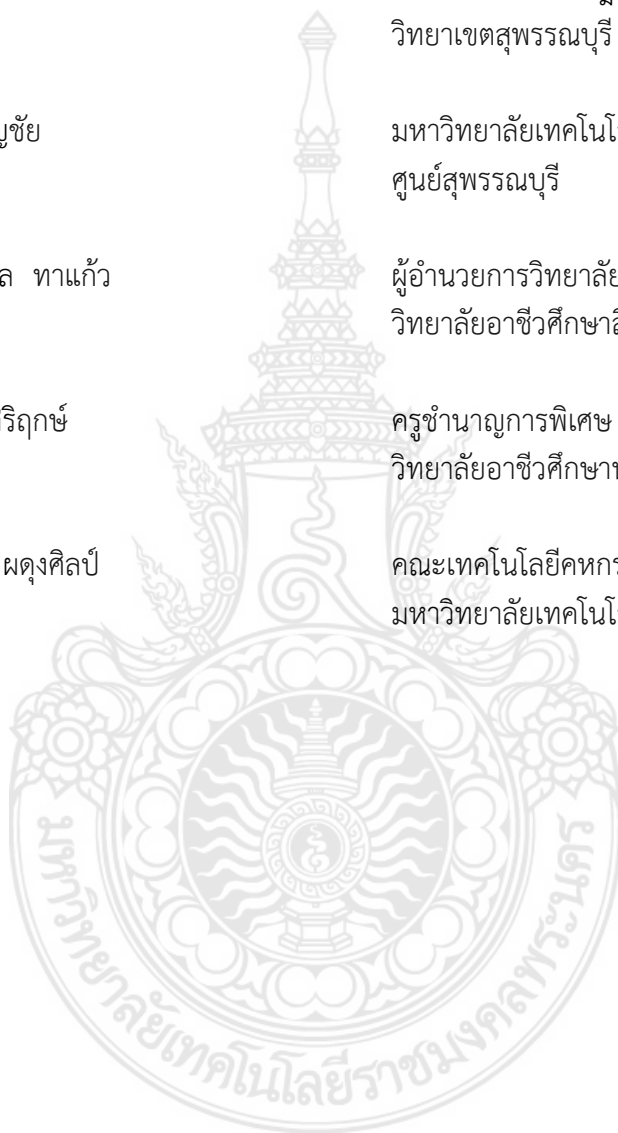 วิทยาเขตสุพรรณบุรี
ญชัย มหาวิทยาลัยเทคโนโ
ศูนย์สุพรรณบุรี
ล ทาแก้ว ผู้อำนวยการวิทยาลัย
วิทยาลัยอาชีวศึกษา
สิริฤกษ์ ครูชำนาญการพิเศษ
วิทยาลัยอาชีวศึกษา
ผดุงศิลป์ คณะเทคโนโลยีคหกร
มหาวิทยาลัยเทคโนโ
มหาวิทยาลัยเทคโนโลยีราชมงคลพระนคร